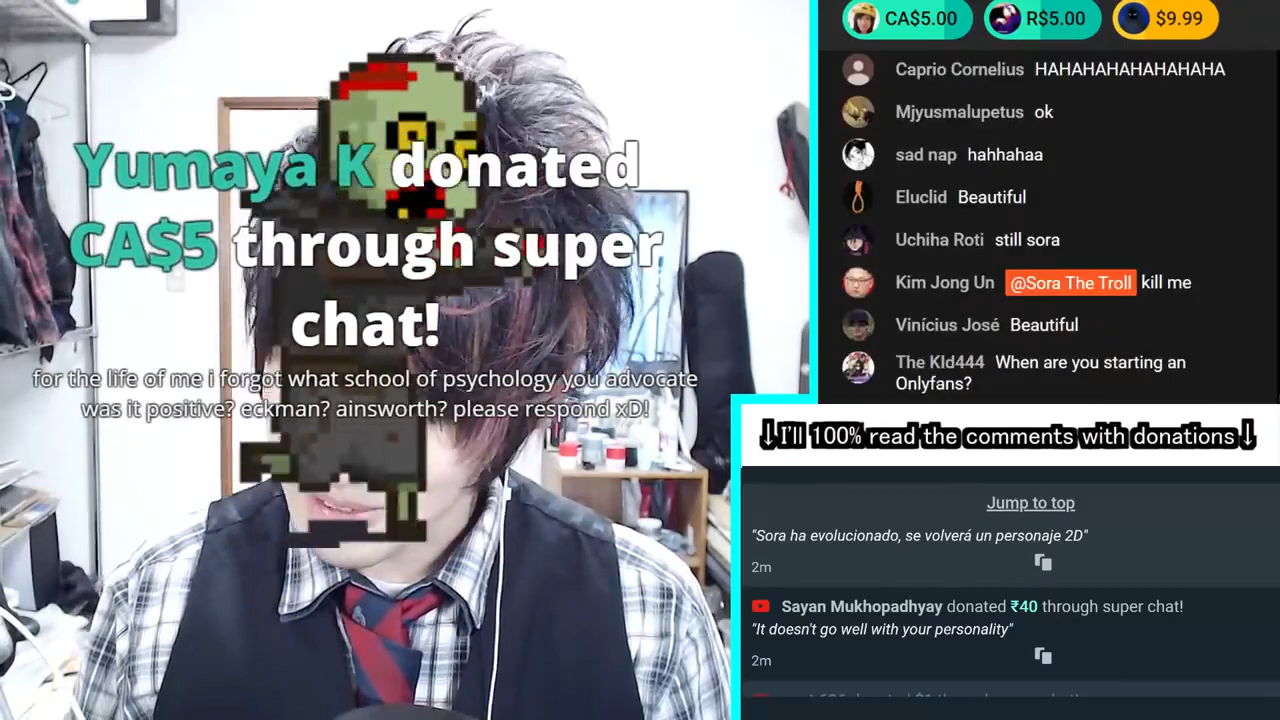 Yumaya K donated
CA$5 through super
chat!
for the life of me i forgot what school of psychology you advocate
was it positive? eckman? ainsworth? please respond xD!
CA$5.00
R$5.00
$9.99
Caprio Cornelius HAHAHAHAHAHAHAHA
Mjyusmalupetus ok
sad nap hahhahaa
Eluclid Beautiful
Uchiha Roti still sora
Kim Jong Un @Sora The Troll kill me
Vinícius José Beautiful
The Kld444 When are you starting an
Onlyfans?
↓I'll 100% read the comments with donations↓
Jump to top
"Sora ha evolucionado, se volverá un personaje 2D"
2m
Sayan Mukhopadhyay donated ₹40 through super chat!
"It doesn't go well with your personality"
2m